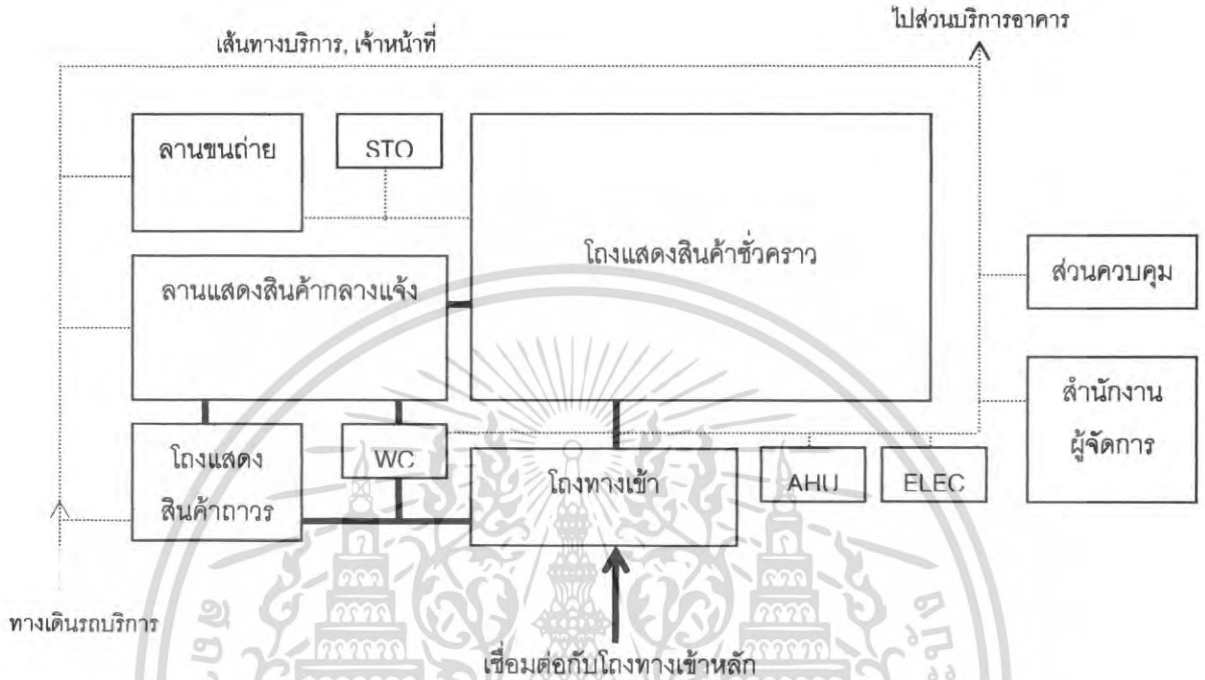 ไปส่วนบริการอาคาร
เส้นทางบริการ, เจ้าหน้าที่
ลานขนถ่าย
STO
โถงแสดงสินค้าชั่วคราว
ส่วนควบคุม
ลานแสดงสินค้ากลางแจ้ง
สำนักงาน
ผู้จัดการ
โถงแสดง
สินค้าถาวร
WC
โถงทางเข้า
AHU
ELEC
ทางเดินรถบริการ
เชื่อมต่อกับโถงทางเข้าหลัก